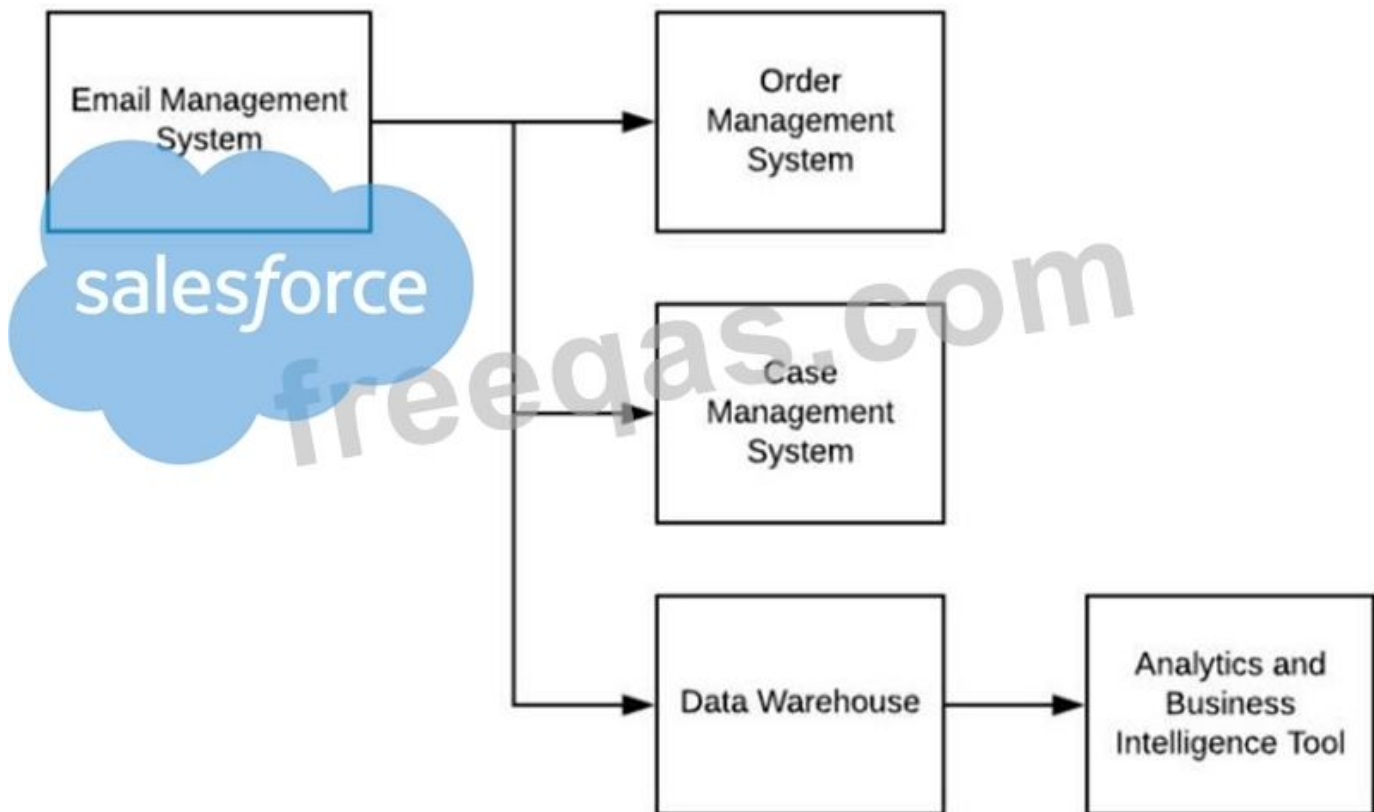 Email Management
System
Order
Management
System
salesforce
freeqas.com
Case
Management
System
Data Warehouse
Analytics and
Business
Intelligence Tool